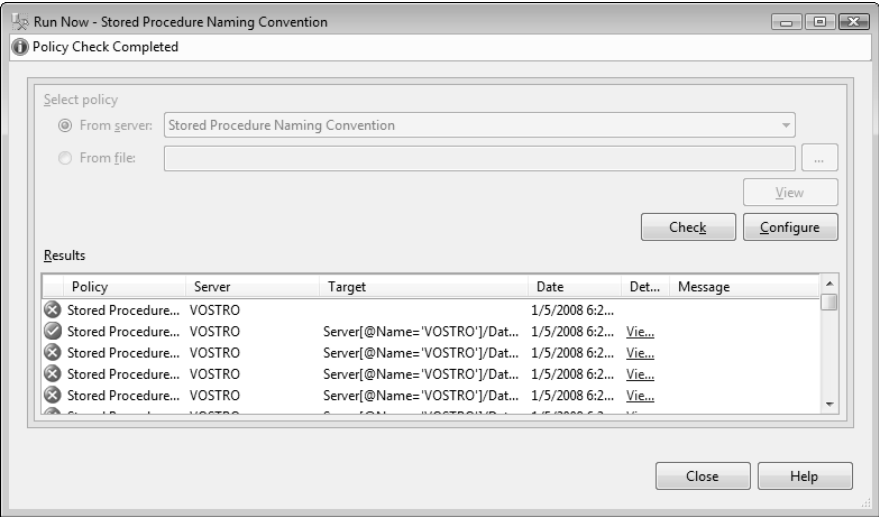 Run Now - Stored Procedure Naming Convention
Policy Check Completed
Select policy
From server: Stored Procedure Naming Convention
From file: ...
View
Check Configure
Results
Policy Server Target Date Det... Message
Stored Procedure... VOSTRO 1/5/2008 6:2...
Stored Procedure... VOSTRO Server[@Name='VOSTRO']/Dat... 1/5/2008 6:2... Vie...
Stored Procedure... VOSTRO Server[@Name='VOSTRO']/Dat... 1/5/2008 6:2... Vie...
Stored Procedure... VOSTRO Server[@Name='VOSTRO']/Dat... 1/5/2008 6:2... Vie...
Stored Procedure... VOSTRO Server[@Name='VOSTRO']/Dat... 1/5/2008 6:2... Vie...
Close Help